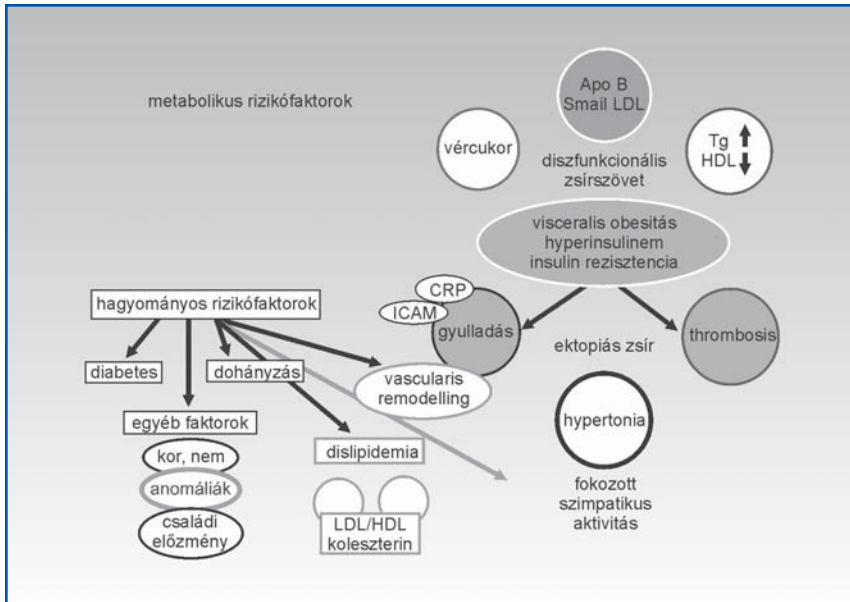 metabolikus rizikófaktorok
Apo B
Smail LDL
vércukor
Tg
HDL
diszfunkcionális
zsírszövet
visceralis obesitás
hyperinsulinem
insulin rezisztencia
CRP
ICAM
gyulladás
ektopiás zsír
thrombosis
hagyományos rizikófaktorok
diabetes
dohányzás
vascularis
remodelling
hypertonia
egyéb faktorok
kor, nem
anomáliák
családi
előzmény
dislipidemia
LDL/HDL
koleszterin
fokozott
szimpatikus
aktivitás